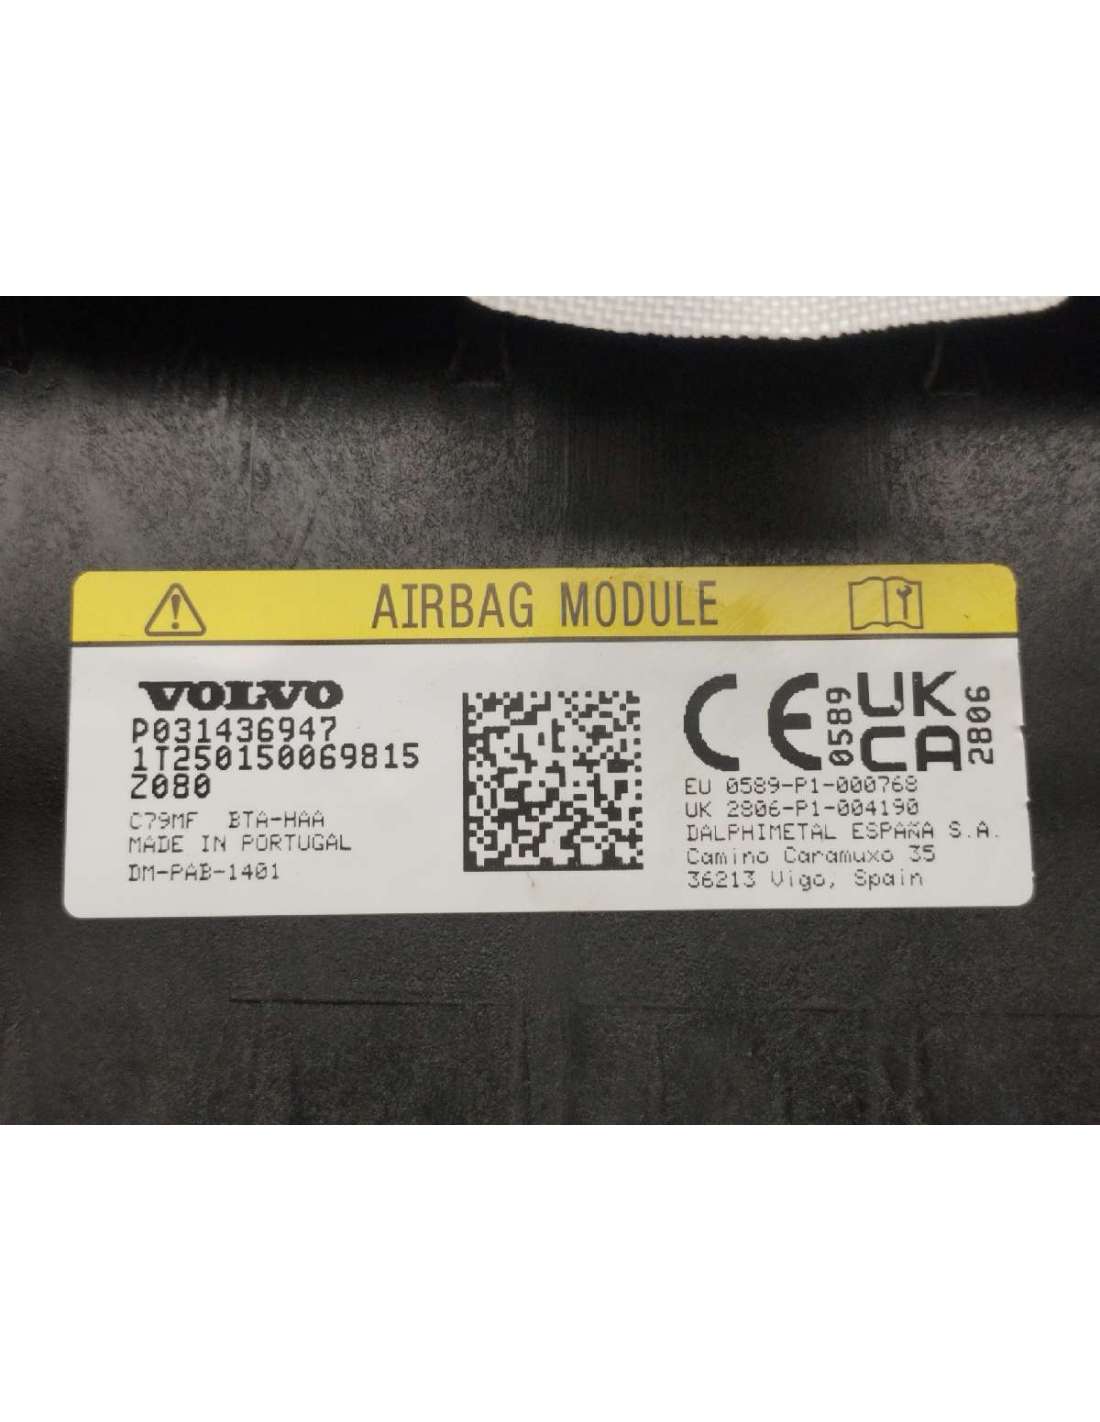 AIRBAG MODULE
VOLVO
P031436947
1T250150069815
Z080
C79MF BTA-HAA
MADE IN PORTUGAL
DM-PAB-1401
CE 0589
UK
CA 2806
EU 0589-P1-000768
UK 2806-P1-004190
DALPHIMETAL ESPAÑA S.A.
Camino Caramuxo 35
36213 Vigo, Spain